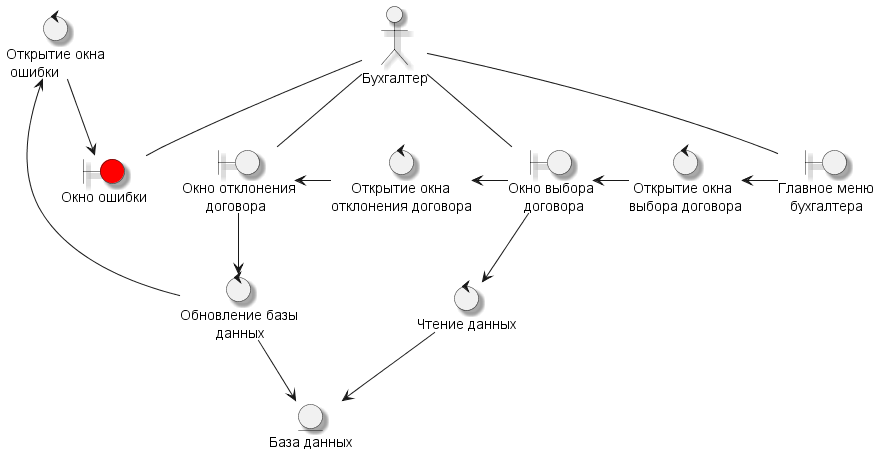 Открытие окна
ошибки
Бухгалтер
Окно ошибки
Окно отклонения
договора
Открытие окна
отклонения договора
Окно выбора
договора
Открытие окна
выбора договора
Главное меню
бухгалтера
Обновление базы
данных
Чтение данных
База данных